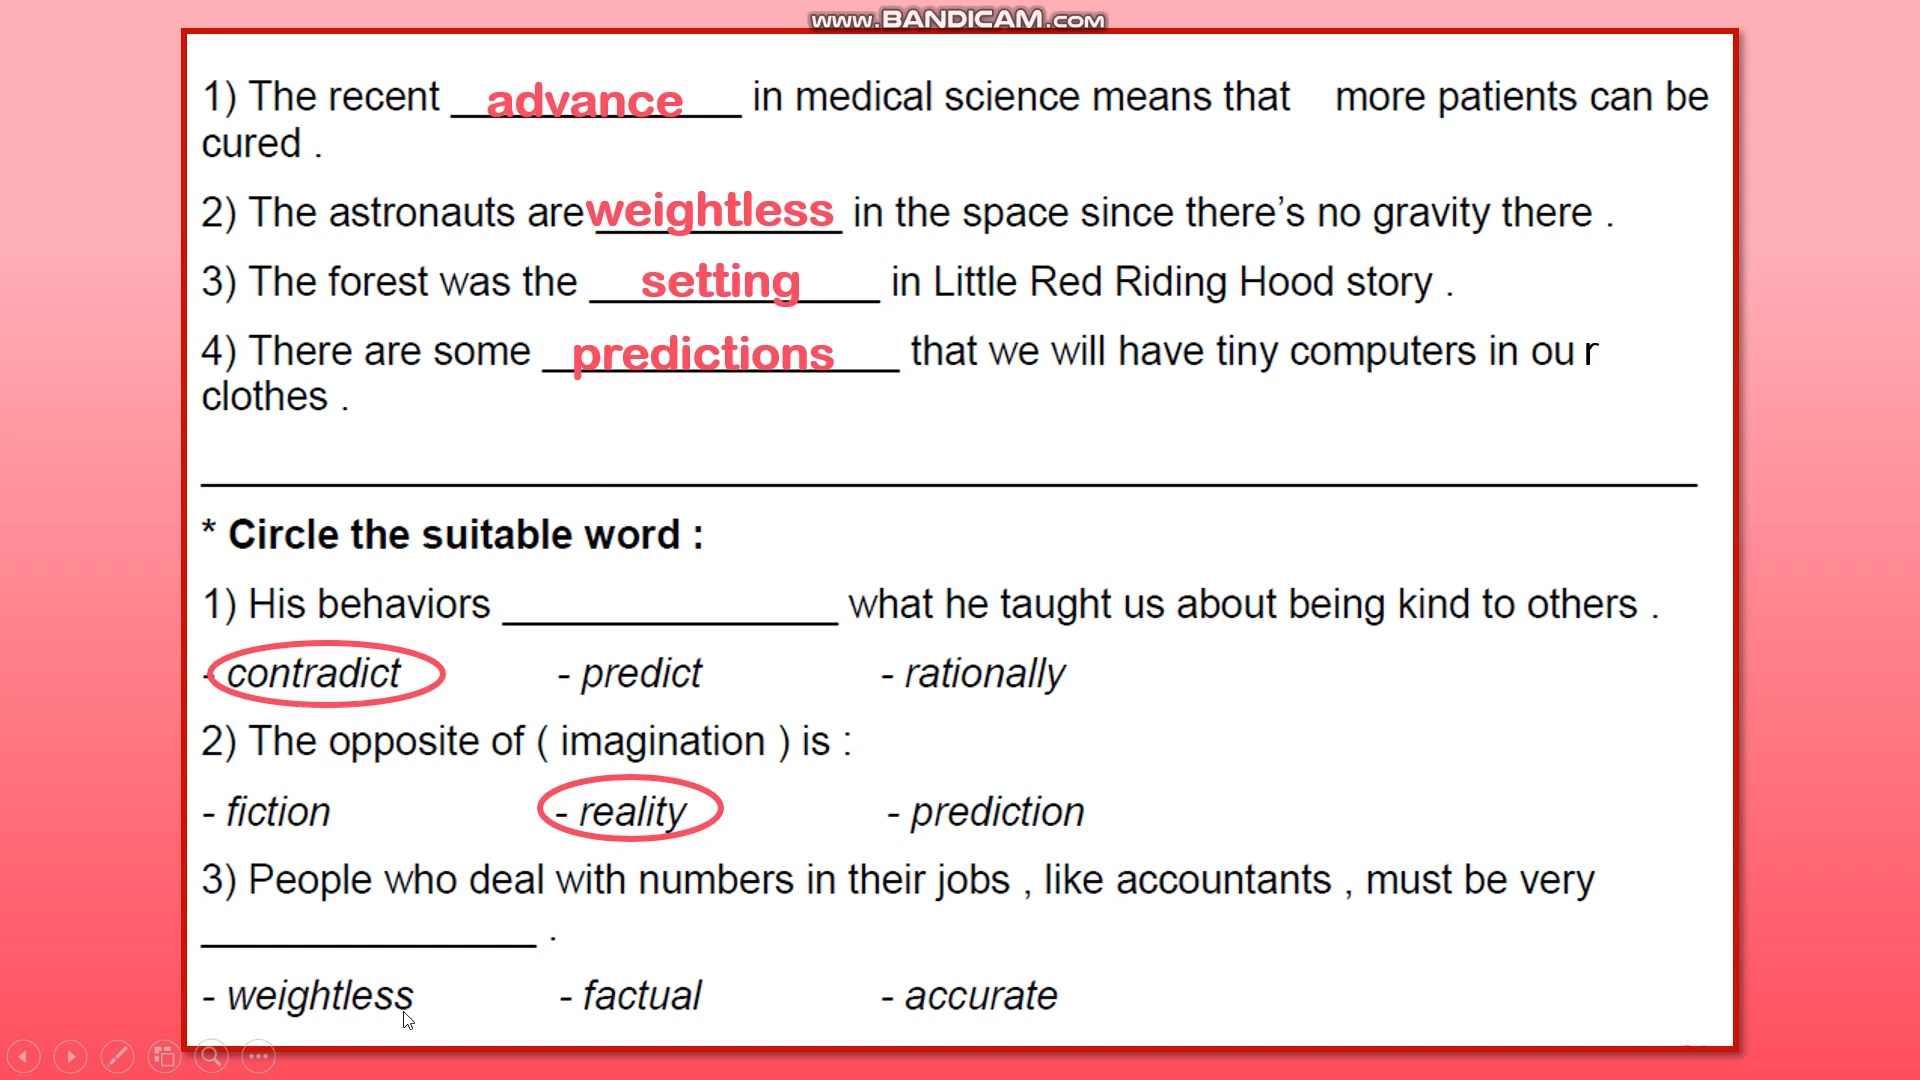 www.BANDICAM.com
1) The recent advance in medical science means that more patients can be
cured .
2) The astronauts are weightless in the space since there's no gravity there .
3) The forest was the setting in Little Red Riding Hood story .
4) There are some predictions that we will have tiny computers in our
clothes .
* Circle the suitable word :
1) His behaviors ______________ what he taught us about being kind to others .
- contradict - predict - rationally
2) The opposite of ( imagination ) is :
- fiction - reality - prediction
3) People who deal with numbers in their jobs , like accountants , must be very
______________ .
- weightless - factual - accurate